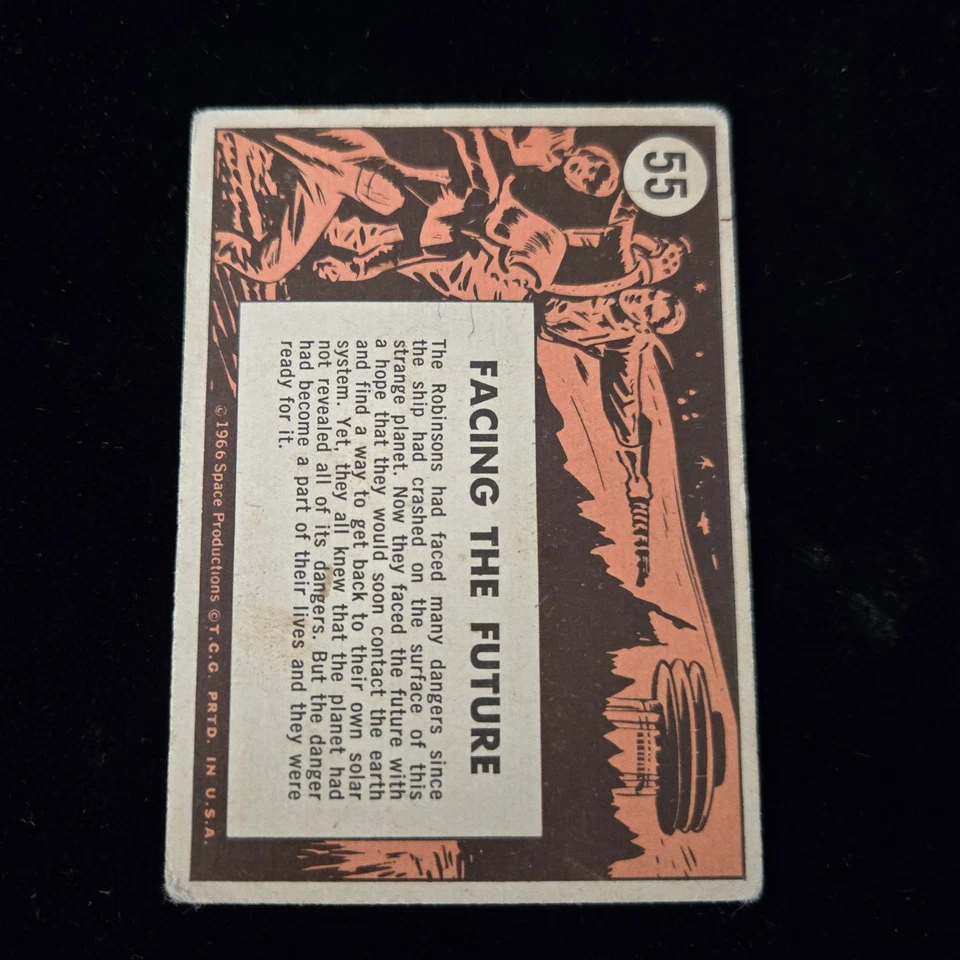 55
FACING THE FUTURE
The Robinsons had faced many dangers since
the ship had crashed on the surface of this
strange planet. Now they faced the future with
a hope that they would soon contact the earth
and find a way to get back to their own solar
system. Yet, they all knew that the planet had
not revealed all of its dangers. But the danger
had become a part of their lives and they were
ready for it.
© 1966 Space Productions © T.C.G. PRTD. IN U.S.A.